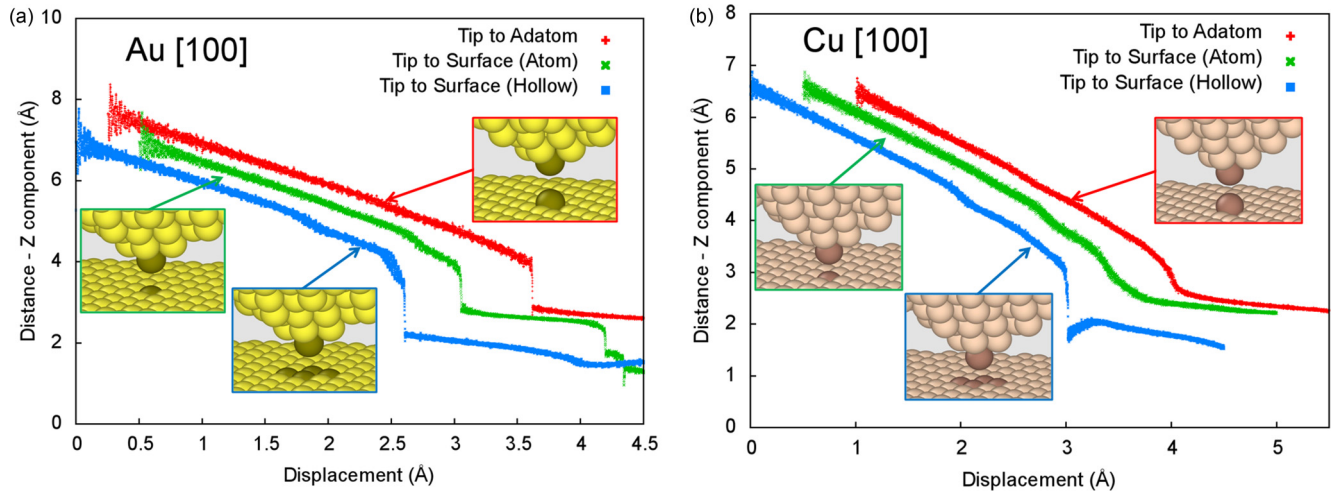 (a)
Au [100]
Tip to Adatom
Tip to Surface (Atom)
Tip to Surface (Hollow)
Distance - Z component (Å)
10
8
6
4
2
0
0 0.5 1 1.5 2 2.5 3 3.5 4 4.5
Displacement (Å)
(b)
Cu [100]
Tip to Adatom
Tip to Surface (Atom)
Tip to Surface (Hollow)
Distance - Z component (Å)
8
7
6
5
4
3
2
1
0
0 1 2 3 4 5
Displacement (Å)